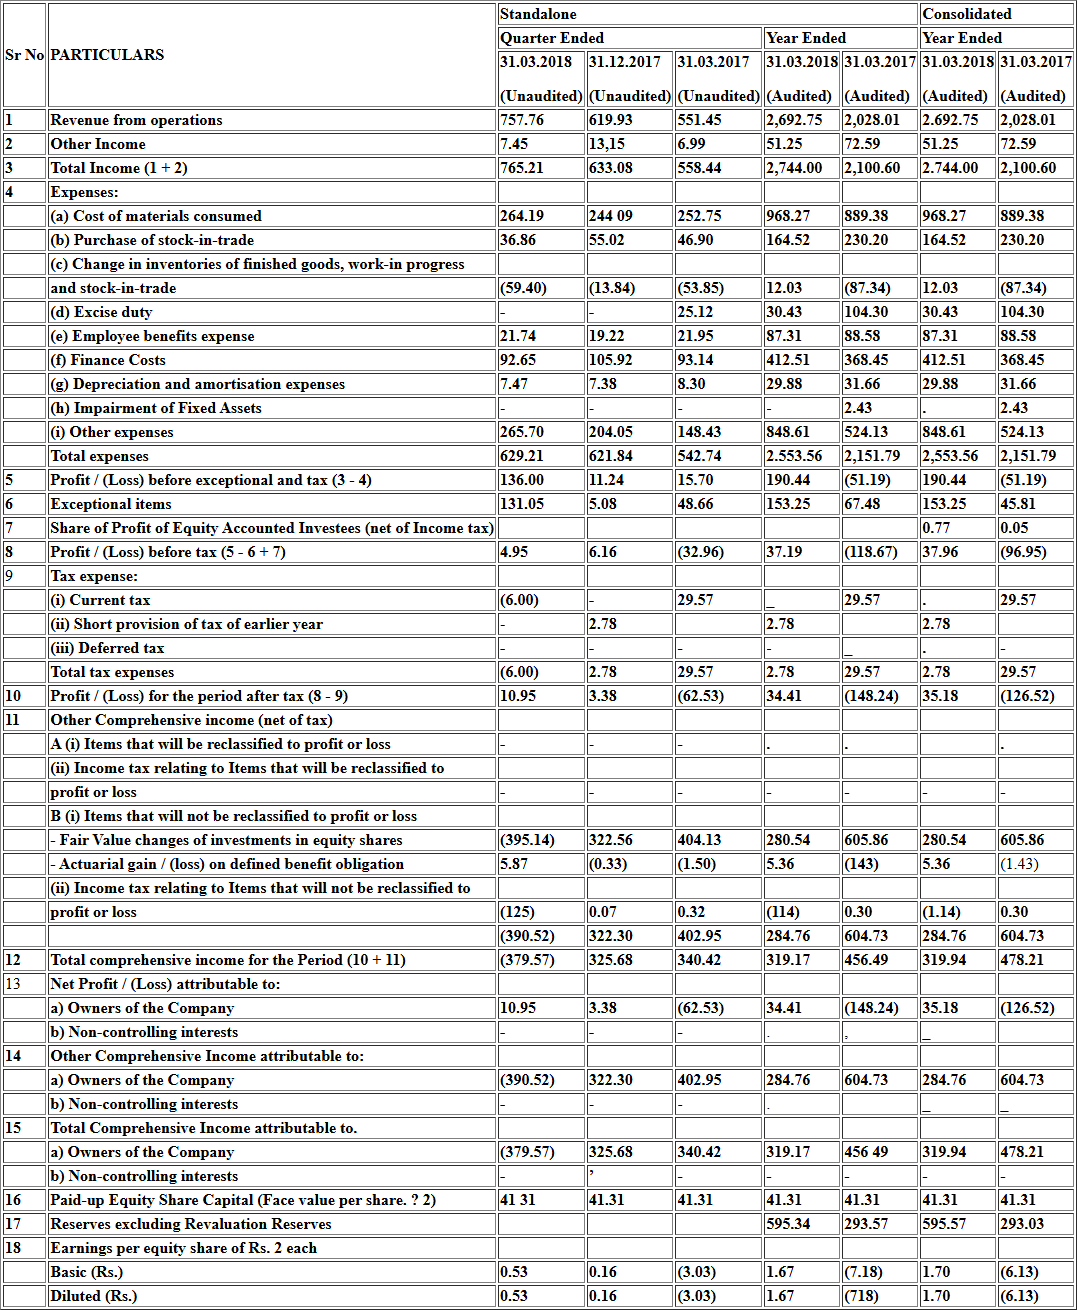 Standalone Consolidated
Quarter Ended Year Ended Year Ended
Sr No PARTICULARS 31.03.2018 31.12.2017 31.03.2017 31.03.2018 31.03.2017 31.03.2018 31.03.2017
(Unaudited) (Unaudited) (Unaudited) (Audited) (Audited) (Audited) (Audited)
1 Revenue from operations 757.76 619.93 551.45 2,692.75 2,028.01 2.692.75 2,028.01
2 Other Income 7.45 13,15 6.99 51.25 72.59 51.25 72.59
3 Total Income (1 + 2) 765.21 633.08 558.44 2,744.00 2,100.60 2.744.00 2,100.60
4 Expenses:
(a) Cost of materials consumed 264.19 244 09 252.75 968.27 889.38 968.27 889.38
(b) Purchase of stock-in-trade 36.86 55.02 46.90 164.52 230.20 164.52 230.20
(c) Change in inventories of finished goods, work-in progress
and stock-in-trade (59.40) (13.84) (53.85) 12.03 (87.34) 12.03 (87.34)
(d) Excise duty - - 25.12 30.43 104.30 30.43 104.30
(e) Employee benefits expense 21.74 19.22 21.95 87.31 88.58 87.31 88.58
(f) Finance Costs 92.65 105.92 93.14 412.51 368.45 412.51 368.45
(g) Depreciation and amortisation expenses 7.47 7.38 8.30 29.88 31.66 29.88 31.66
(h) Impairment of Fixed Assets - - - - 2.43 . 2.43
(i) Other expenses 265.70 204.05 148.43 848.61 524.13 848.61 524.13
Total expenses 629.21 621.84 542.74 2.553.56 2,151.79 2,553.56 2,151.79
5 Profit / (Loss) before exceptional and tax (3 - 4) 136.00 11.24 15.70 190.44 (51.19) 190.44 (51.19)
6 Exceptional items 131.05 5.08 48.66 153.25 67.48 153.25 45.81
7 Share of Profit of Equity Accounted Investees (net of Income tax) 0.77 0.05
8 Profit / (Loss) before tax (5 - 6 + 7) 4.95 6.16 (32.96) 37.19 (118.67) 37.96 (96.95)
9 Tax expense:
(i) Current tax (6.00) - 29.57 _ 29.57 . 29.57
(ii) Short provision of tax of earlier year - 2.78 2.78 2.78
(iii) Deferred tax - - - - _ . -
Total tax expenses (6.00) 2.78 29.57 2.78 29.57 2.78 29.57
10 Profit / (Loss) for the period after tax (8 - 9) 10.95 3.38 (62.53) 34.41 (148.24) 35.18 (126.52)
11 Other Comprehensive income (net of tax)
A (i) Items that will be reclassified to profit or loss - - - . . .
(ii) Income tax relating to Items that will be reclassified to
profit or loss - - - - - - -
B (i) Items that will not be reclassified to profit or loss
- Fair Value changes of investments in equity shares (395.14) 322.56 404.13 280.54 605.86 280.54 605.86
- Actuarial gain / (loss) on defined benefit obligation 5.87 (0.33) (1.50) 5.36 (143) 5.36 (1.43)
(ii) Income tax relating to Items that will not be reclassified to
profit or loss (125) 0.07 0.32 (114) 0.30 (1.14) 0.30
(390.52) 322.30 402.95 284.76 604.73 284.76 604.73
12 Total comprehensive income for the Period (10 + 11) (379.57) 325.68 340.42 319.17 456.49 319.94 478.21
13 Net Profit / (Loss) attributable to:
a) Owners of the Company 10.95 3.38 (62.53) 34.41 (148.24) 35.18 (126.52)
b) Non-controlling interests - - - . , _
14 Other Comprehensive Income attributable to:
a) Owners of the Company (390.52) 322.30 402.95 284.76 604.73 284.76 604.73
b) Non-controlling interests - - - . _ _
15 Total Comprehensive Income attributable to.
a) Owners of the Company (379.57) 325.68 340.42 319.17 456 49 319.94 478.21
b) Non-controlling interests - ’ - - - - -
16 Paid-up Equity Share Capital (Face value per share. ? 2) 41 31 41.31 41.31 41.31 41.31 41.31 41.31
17 Reserves excluding Revaluation Reserves 595.34 293.57 595.57 293.03
18 Earnings per equity share of Rs. 2 each
Basic (Rs.) 0.53 0.16 (3.03) 1.67 (7.18) 1.70 (6.13)
Diluted (Rs.) 0.53 0.16 (3.03) 1.67 (718) 1.70 (6.13)